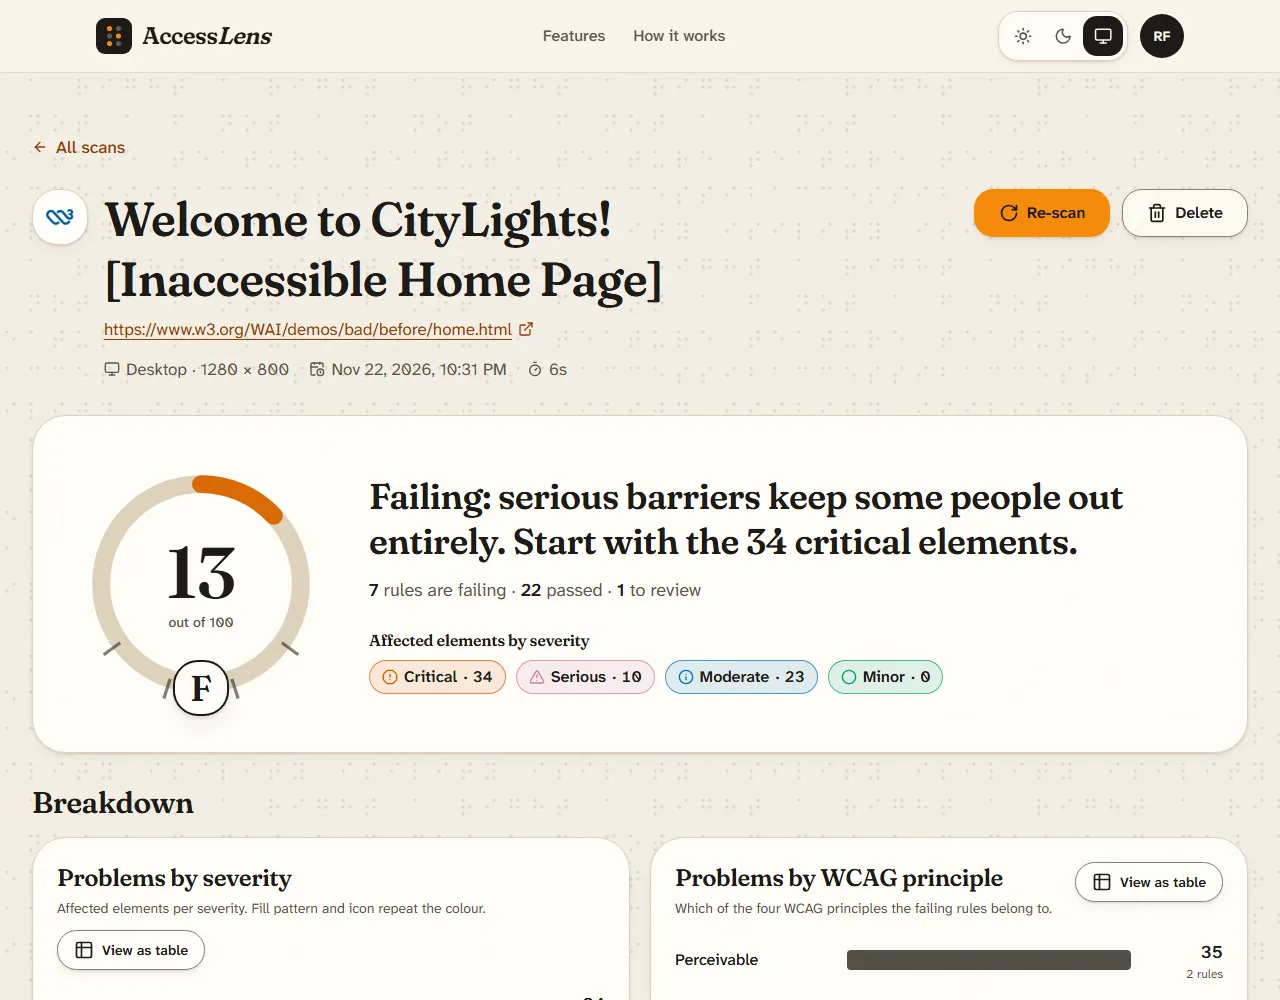 AccessLens
Features
How it works
RF
All scans
Welcome to CityLights!
[Inaccessible Home Page]
Re-scan
Delete
https://www.w3.org/WAI/demos/bad/before/home.html
Desktop · 1280 × 800
Nov 22, 2026, 10:31 PM
6s
13
out of 100
F
Failing: serious barriers keep some people out
entirely. Start with the 34 critical elements.
7 rules are failing · 22 passed · 1 to review
Affected elements by severity
Critical · 34
Serious · 10
Moderate · 23
Minor · 0
Breakdown
Problems by severity
Affected elements per severity. Fill pattern and icon repeat the colour.
View as table
Problems by WCAG principle
Which of the four WCAG principles the failing rules belong to.
View as table
Perceivable
35
2 rules